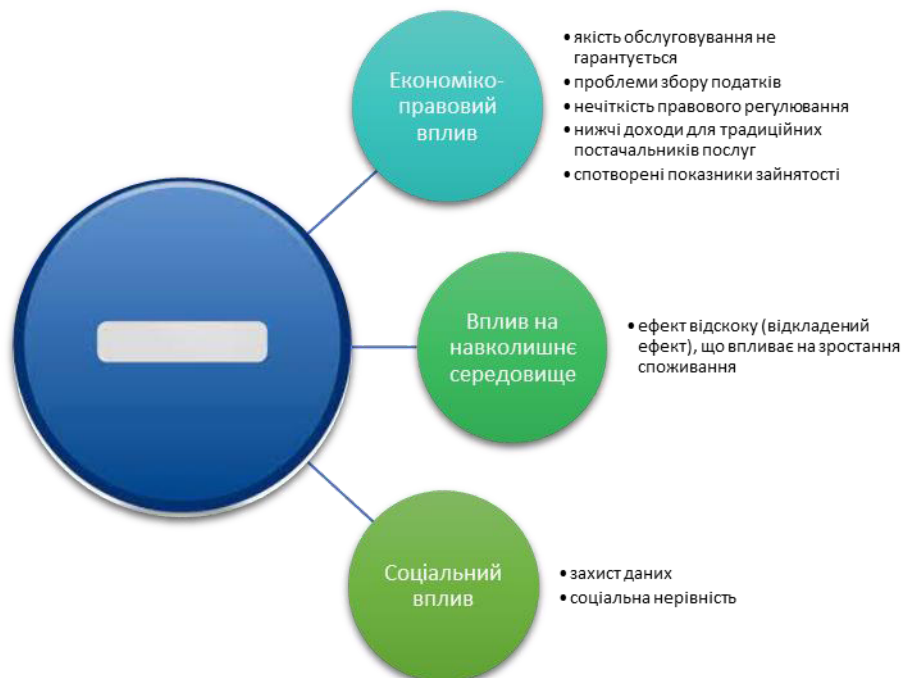 Економіко-
правовий
вплив
• якість обслуговування не
гарантується
• проблеми збору податків
• нечіткість правового регулювання
• нижчі доходи для традиційних
постачальників послуг
• спотворені показники зайнятості
Вплив на
навколишнє
середовище
• ефект відскоку (відкладений
ефект), що впливає на зростання
споживання
Соціальний
вплив
• захист даних
• соціальна нерівність